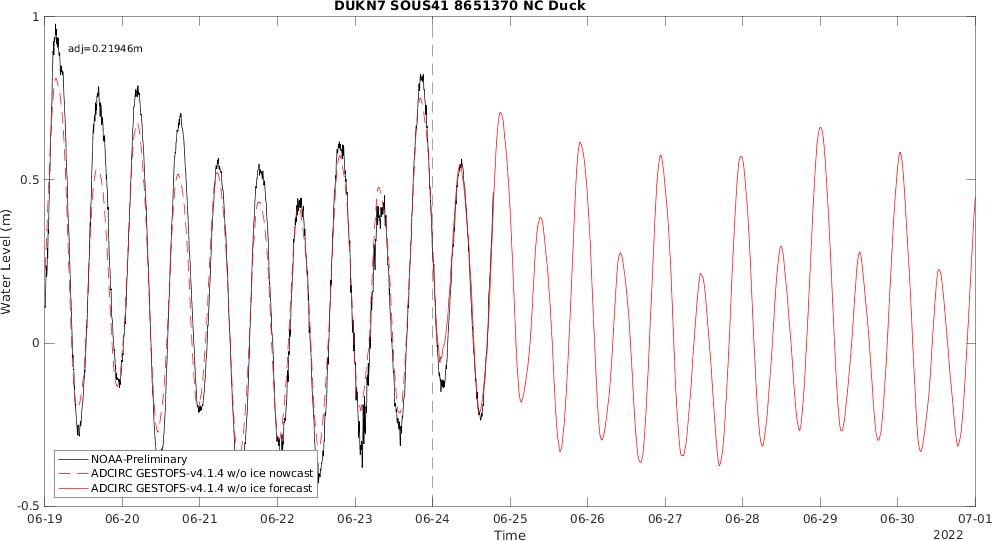 DUKN7 SOUS41 8651370 NC Duck
adj=0.21946m
1
0.5
0
-0.5
Water Level (m)
NOAA-Preliminary
ADCIRC GESTOFS-v4.1.4 w/o ice nowcast
ADCIRC GESTOFS-v4.1.4 w/o ice forecast
06-19 06-20 06-21 06-22 06-23 06-24 06-25 06-26 06-27 06-28 06-29 06-30 07-01
Time
2022